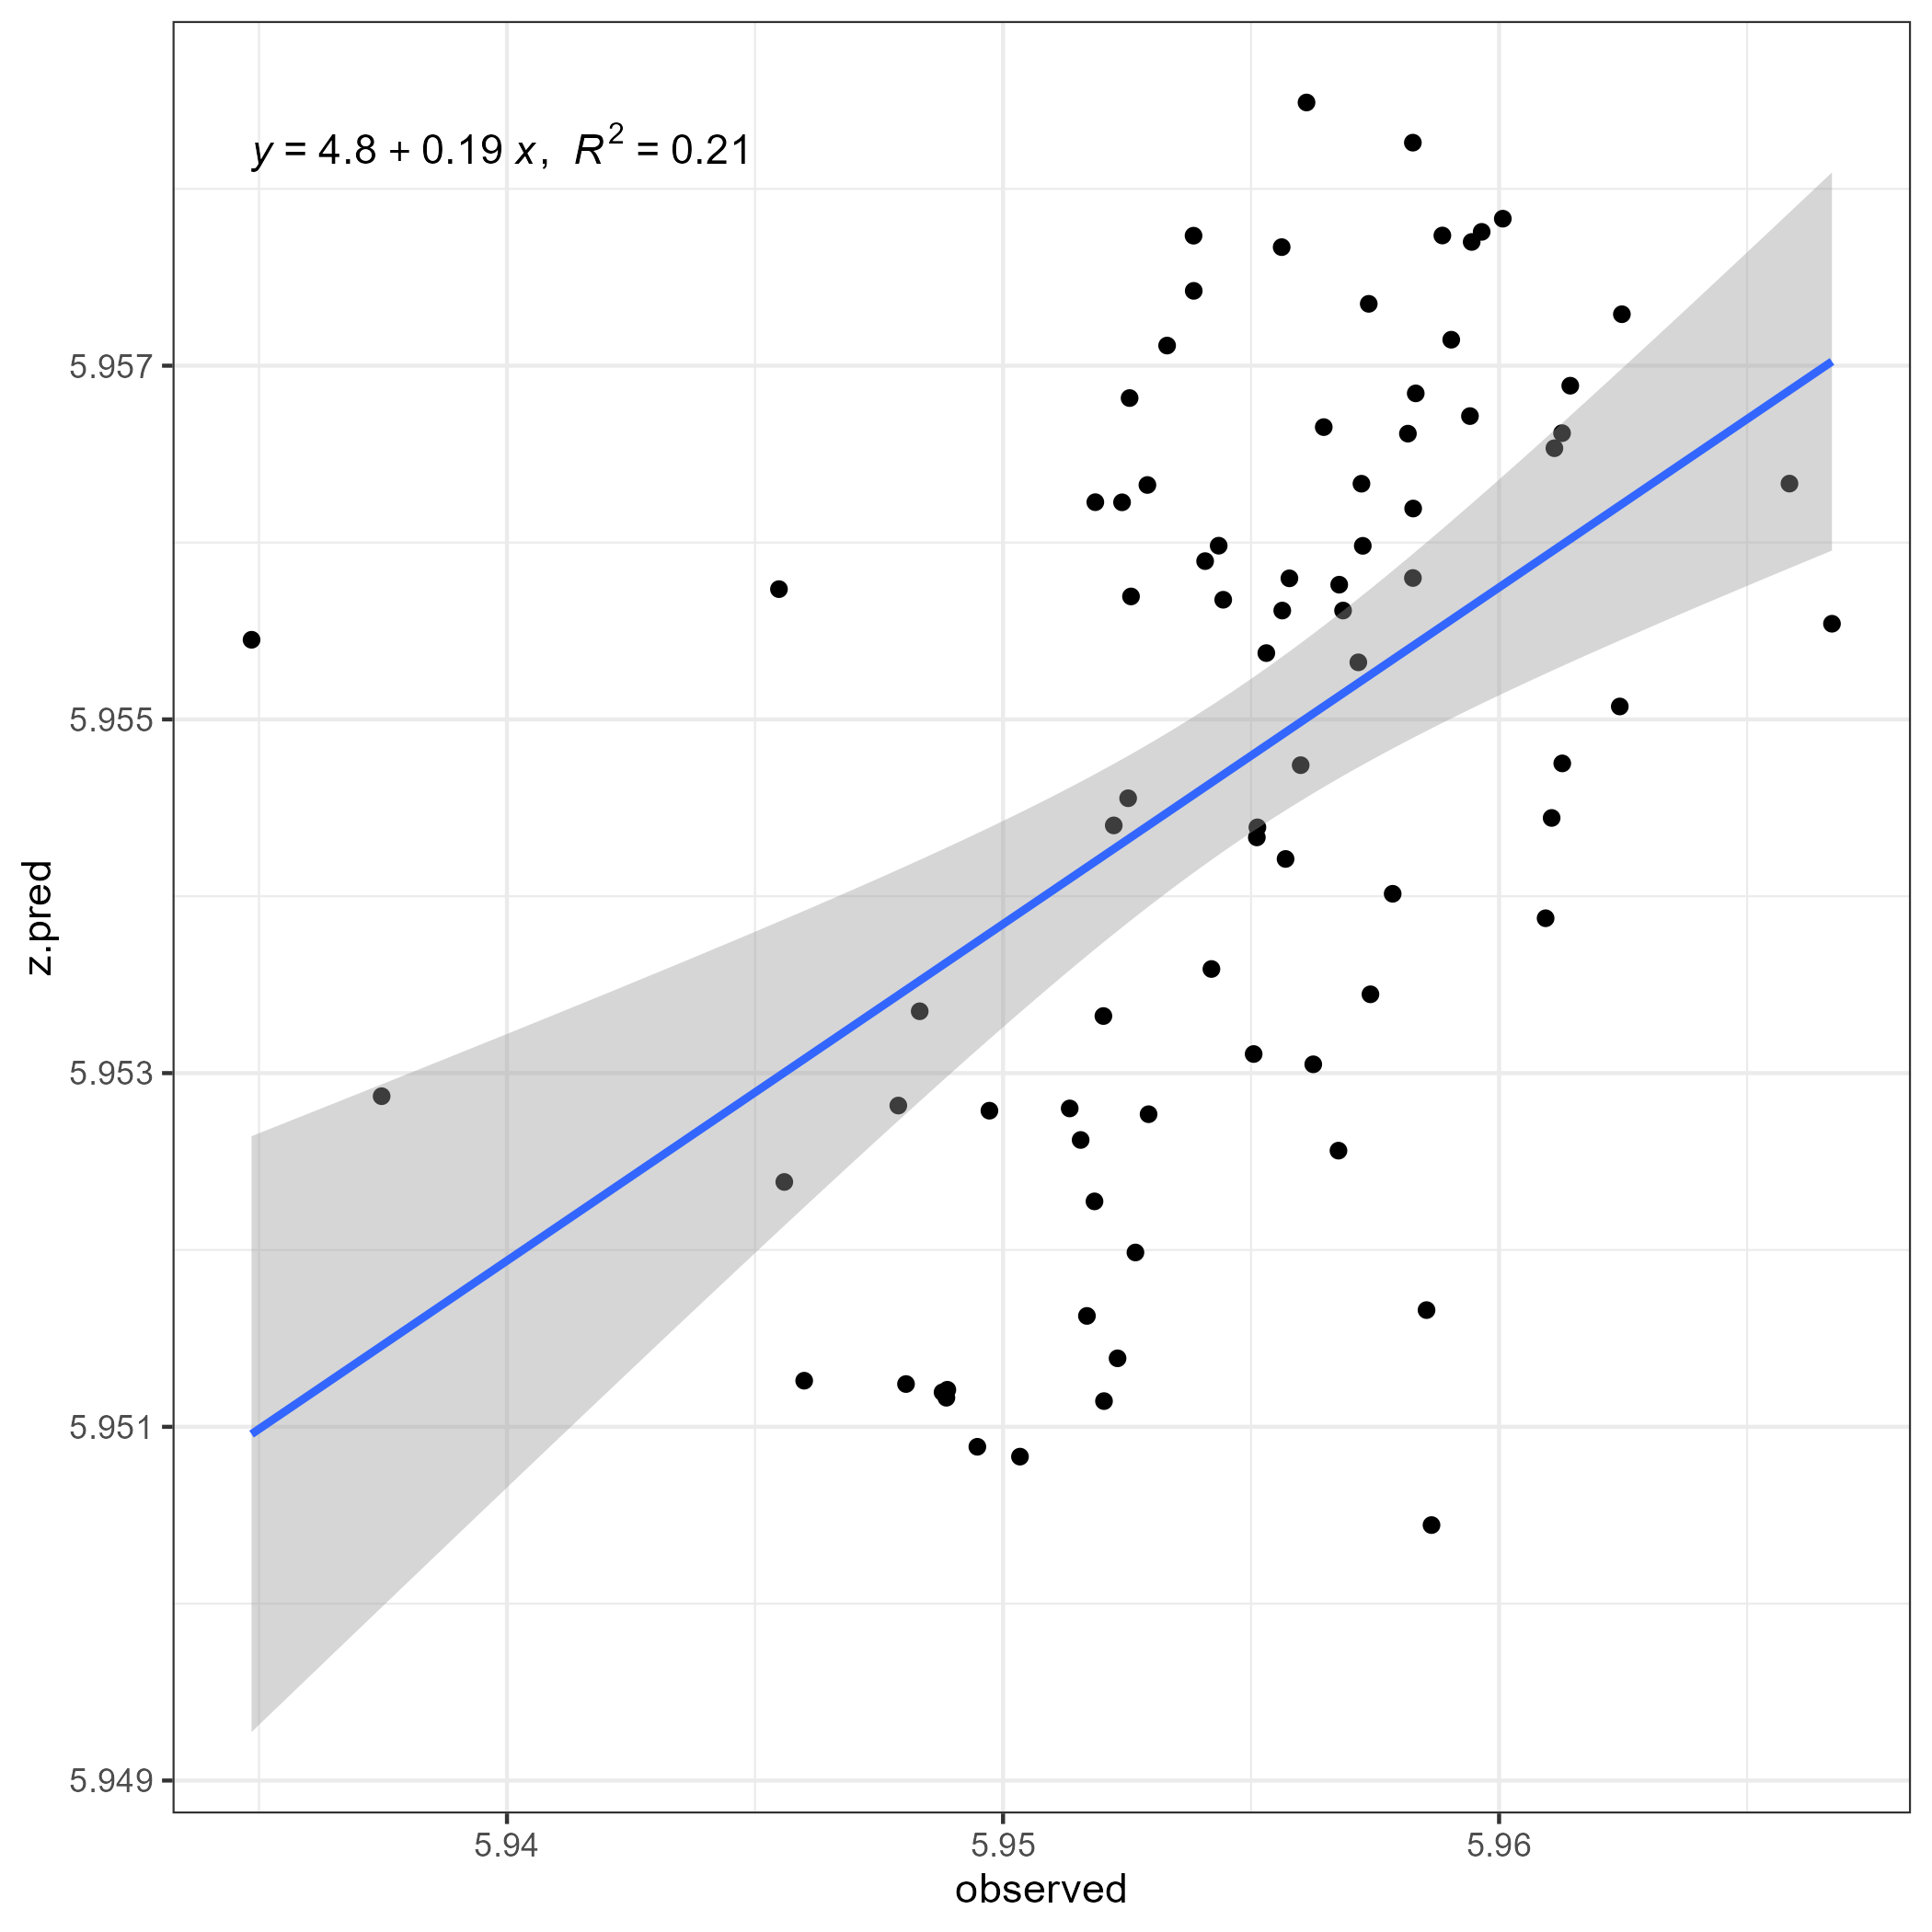 y = 4.8 + 0.19 x, R² = 0.21
5.957
5.955
5.953
5.951
5.949
z.pred
5.94 5.95 5.96
observed